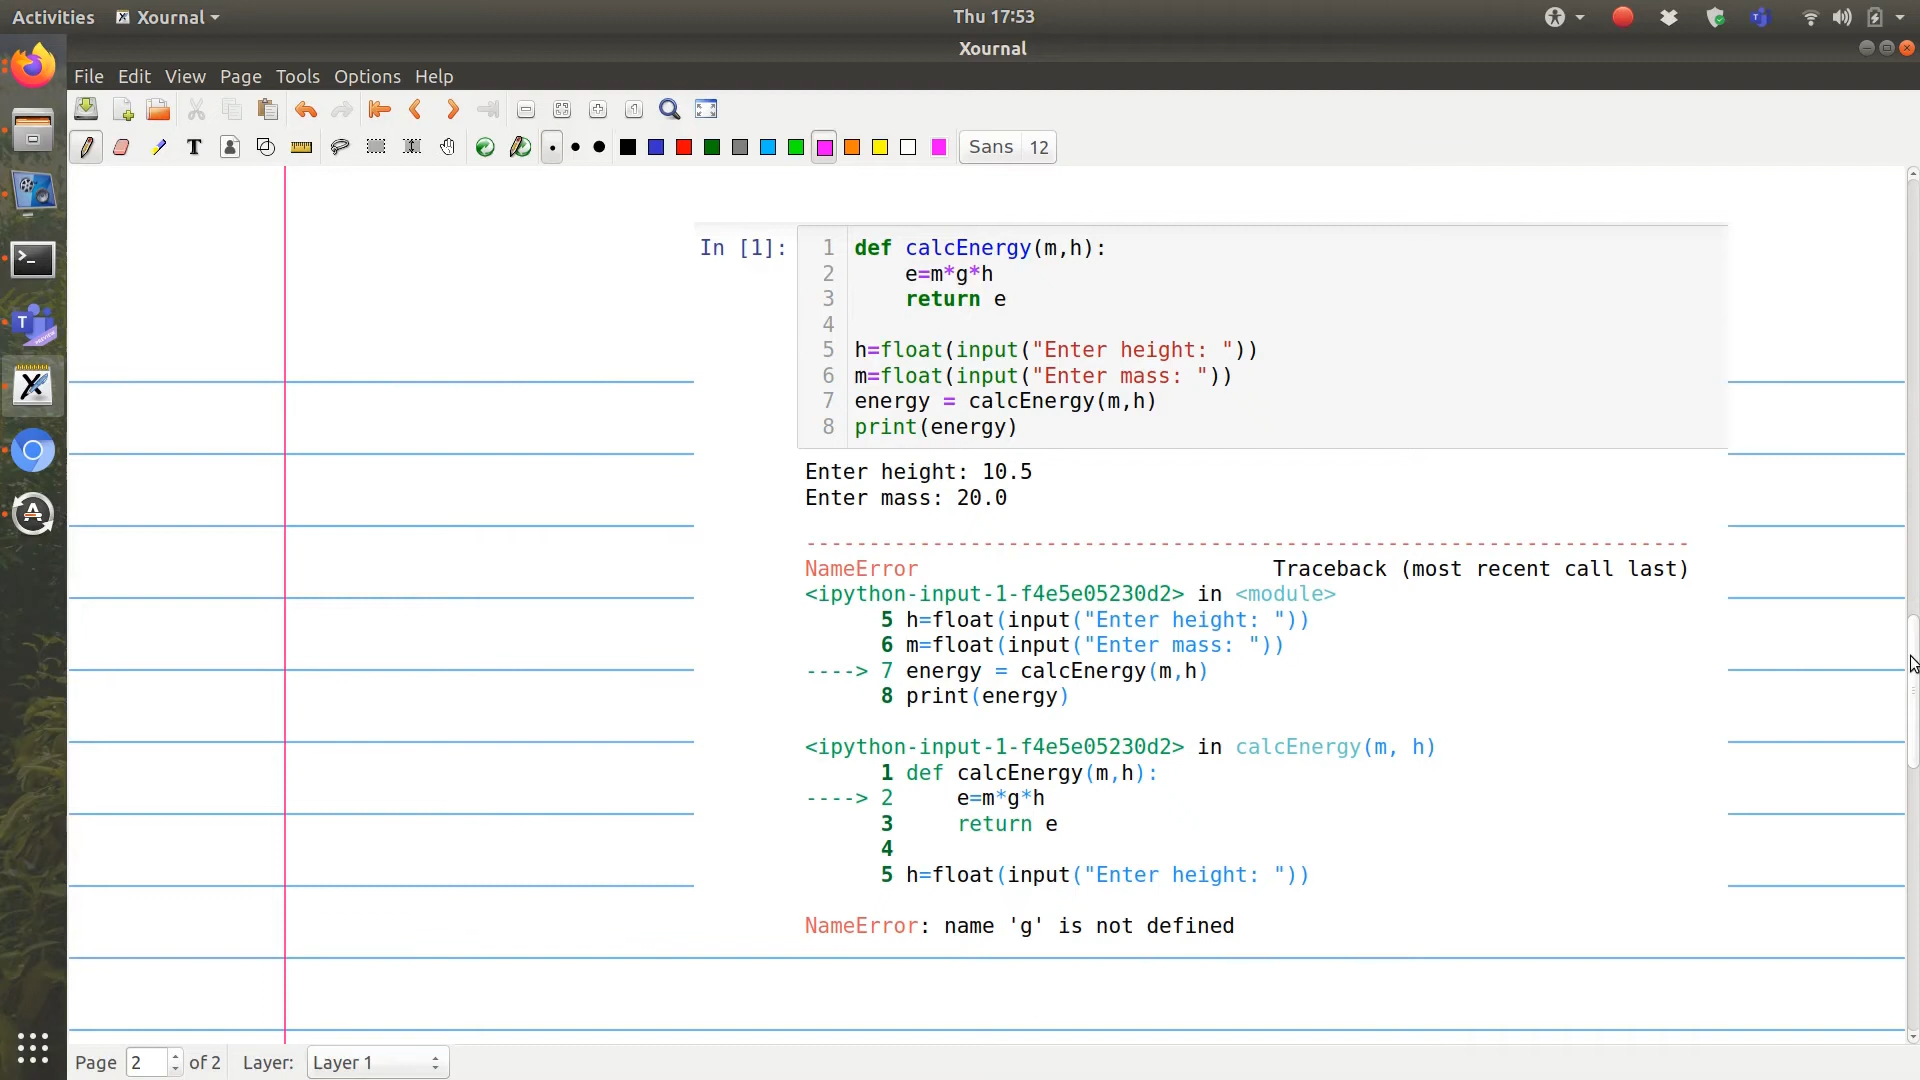 Activities Xournal Thu 17:53
Xournal
File Edit View Page Tools Options Help
T Sans 12
In [1]:
1 def calcEnergy(m,h):
2     e=m*g*h
3     return e
4
5 h=float(input("Enter height: "))
6 m=float(input("Enter mass: "))
7 energy = calcEnergy(m,h)
8 print(energy)
Enter height: 10.5
Enter mass: 20.0
---------------------------------------------------------------------------
NameError                                 Traceback (most recent call last)
<ipython-input-1-f4e5e05230d2> in <module>
      5 h=float(input("Enter height: "))
      6 m=float(input("Enter mass: "))
----> 7 energy = calcEnergy(m,h)
      8 print(energy)
<ipython-input-1-f4e5e05230d2> in calcEnergy(m, h)
      1 def calcEnergy(m,h):
----> 2     e=m*g*h
      3     return e
      4
      5 h=float(input("Enter height: "))
NameError: name 'g' is not defined
Page 2 of 2 Layer: Layer 1